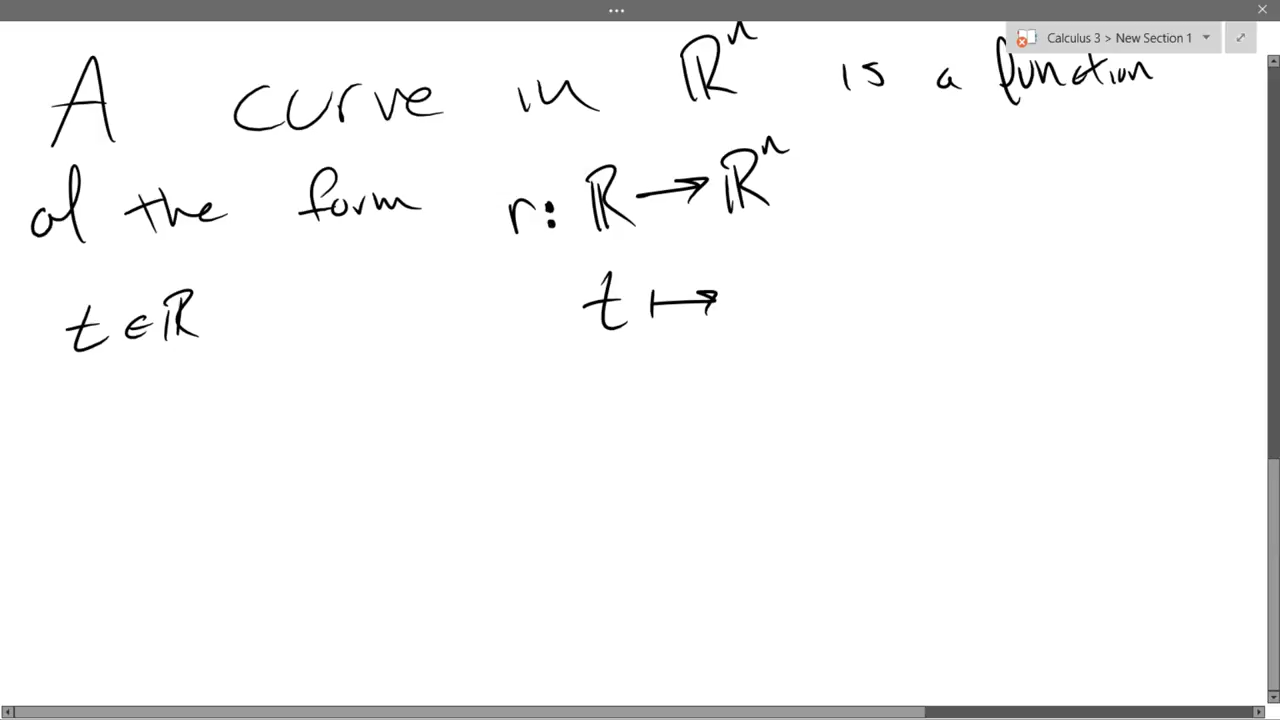 Calculus 3 > New Section 1
A curve in ℝⁿ is a function
of the form r: ℝ → ℝⁿ
t ∈ ℝ t ↦